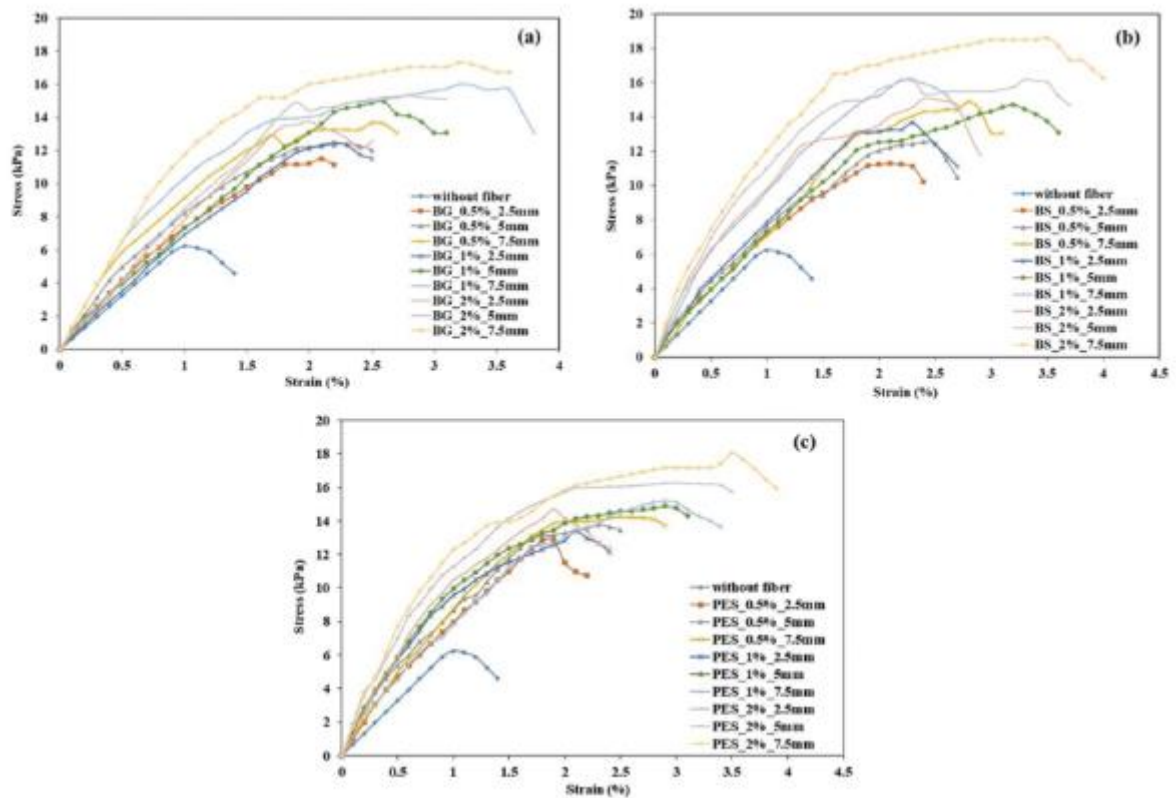 (a)
20
18
16
14
12
10
8
6
4
2
0
Stress (kPa)
without fiber
BG_0.5%_2.5mm
BG_0.5%_5mm
BG_0.5%_7.5mm
BG_1%_2.5mm
BG_1%_5mm
BG_1%_7.5mm
BG_2%_2.5mm
BG_2%_5mm
BG_2%_7.5mm
0 0.5 1 1.5 2 2.5 3 3.5 4
Strain (%)
(b)
20
18
16
14
12
10
8
6
4
2
0
Stress (kPa)
without fiber
BS_0.5%_2.5mm
BS_0.5%_5mm
BS_0.5%_7.5mm
BS_1%_2.5mm
BS_1%_5mm
BS_1%_7.5mm
BS_2%_2.5mm
BS_2%_5mm
BS_2%_7.5mm
0 0.5 1 1.5 2 2.5 3 3.5 4 4.5
Strain (%)
(c)
20
18
16
14
12
10
8
6
4
2
0
Stress (kPa)
without fiber
PES_0.5%_2.5mm
PES_0.5%_5mm
PES_0.5%_7.5mm
PES_1%_2.5mm
PES_1%_5mm
PES_1%_7.5mm
PES_2%_2.5mm
PES_2%_5mm
PES_2%_7.5mm
0 0.5 1 1.5 2 2.5 3 3.5 4 4.5
Strain (%)